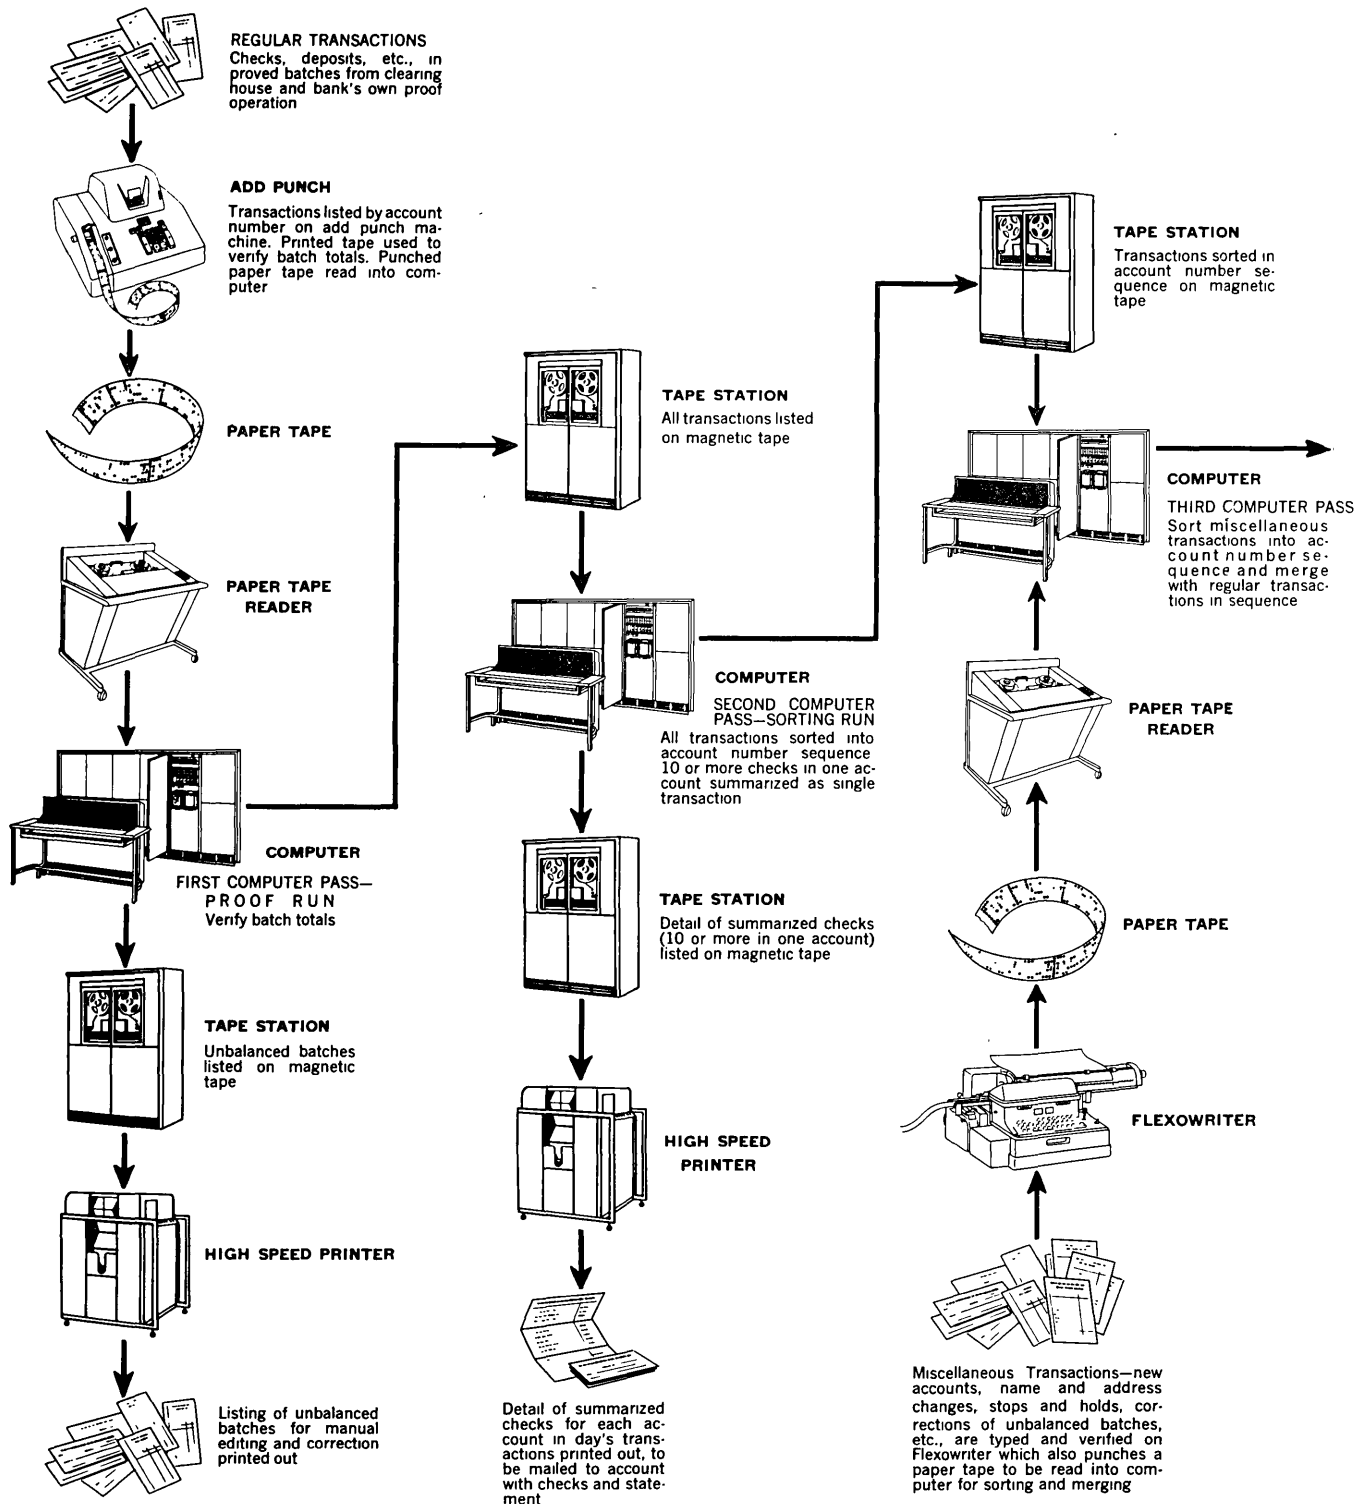 REGULAR TRANSACTIONS
Checks, deposits, etc., in
proved batches from clearing
house and bank's own proof
operation
ADD PUNCH
Transactions listed by account
number on add punch ma-
chine. Printed tape used to
verify batch totals. Punched
paper tape read into com-
puter
PAPER TAPE
PAPER TAPE
READER
COMPUTER
FIRST COMPUTER PASS—
PROOF RUN
Verify batch totals
TAPE STATION
Unbalanced batches
listed on magnetic
tape
HIGH SPEED PRINTER
Listing of unbalanced
batches for manual
editing and correction
printed out
TAPE STATION
All transactions listed
on magnetic tape
COMPUTER
SECOND COMPUTER
PASS—SORTING RUN
All transactions sorted into
account number sequence
10 or more checks in one ac-
count summarized as single
transaction
TAPE STATION
Detail of summarized checks
(10 or more in one account)
listed on magnetic tape
HIGH SPEED
PRINTER
Detail of summarized
checks for each ac-
count in day's trans-
actions printed out, to
be mailed to account
with checks and state-
ment
TAPE STATION
Transactions sorted in
account number se-
quence on magnetic
tape
COMPUTER
THIRD COMPUTER PASS
Sort miscellaneous
transactions into ac-
count number se-
quence and merge
with regular transac-
tions in sequence
PAPER TAPE
READER
PAPER TAPE
FLEXOWRITER
Miscellaneous Transactions—new
accounts, name and address
changes, stops and holds, cor-
rections of unbalanced batches,
etc., are typed and verified on
Flexowriter which also punches a
paper tape to be read into com-
puter for sorting and merging